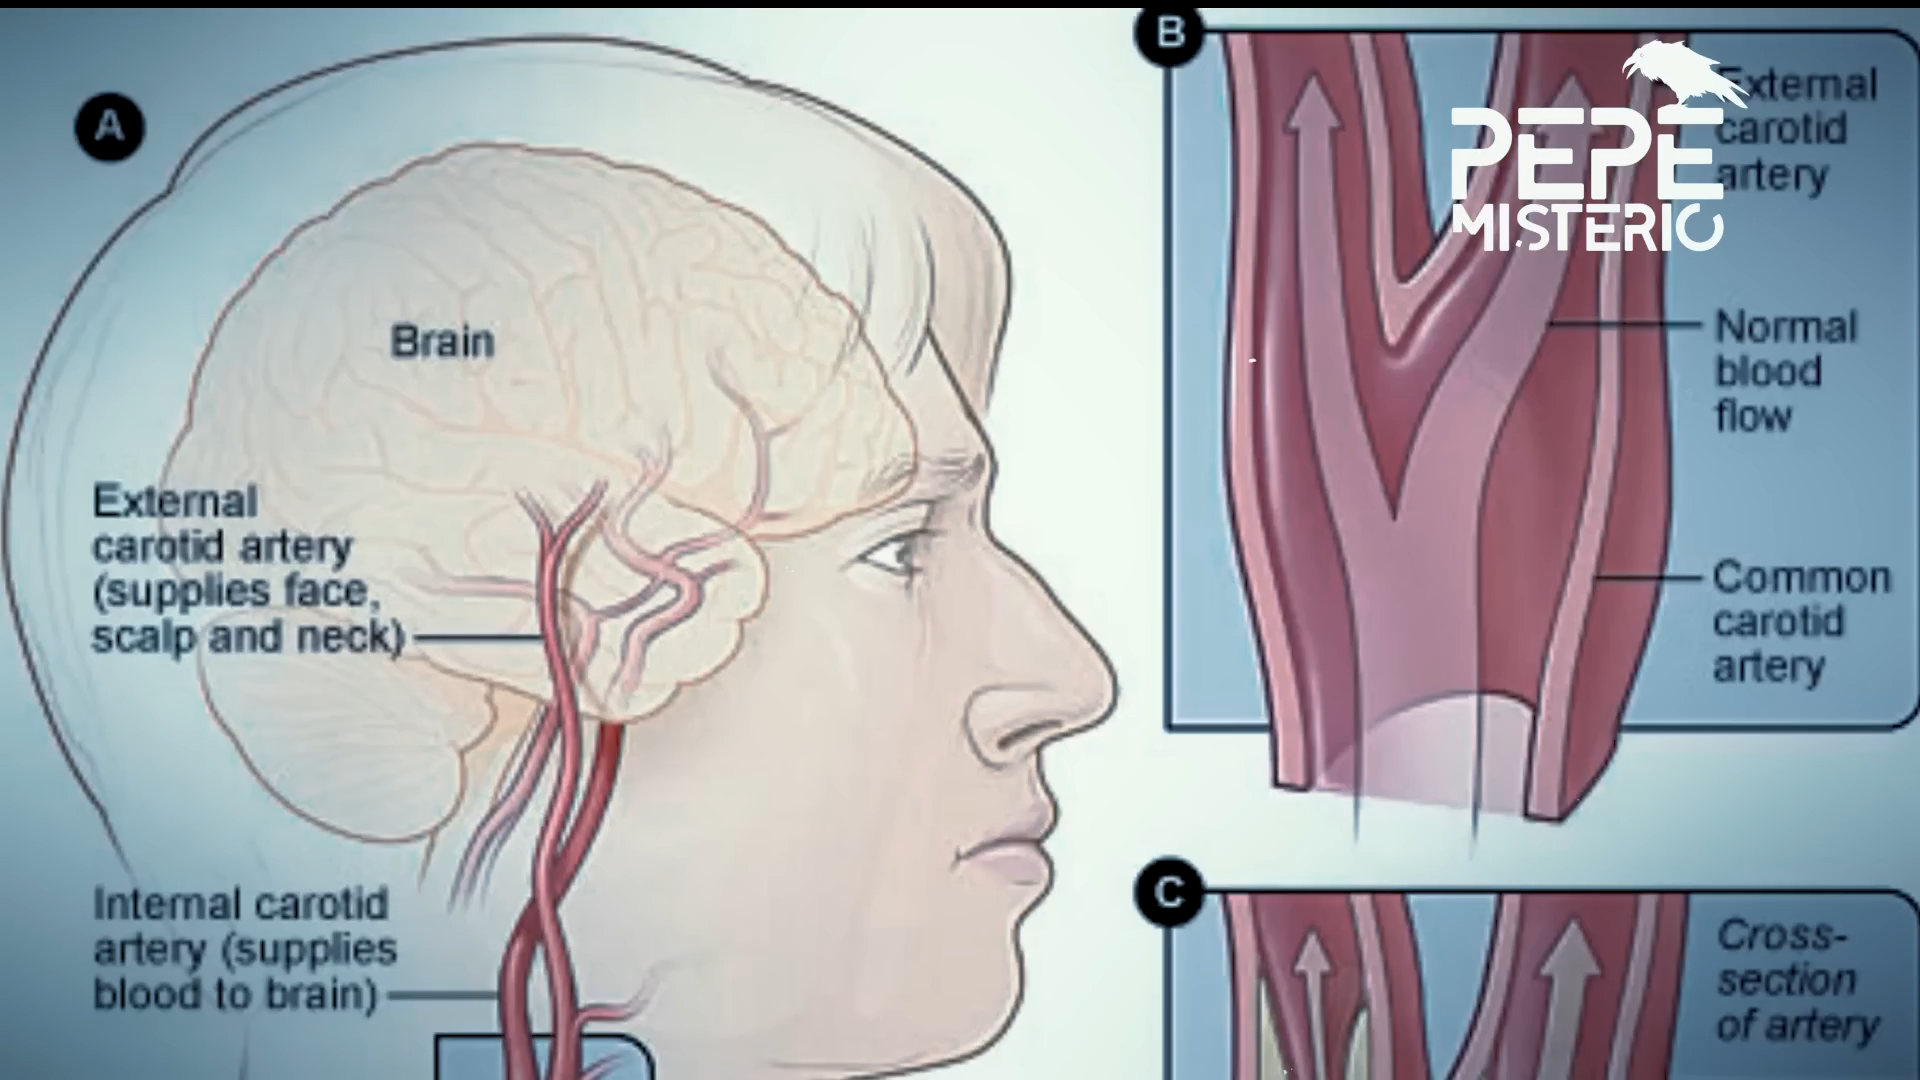 A
Brain
External
carotid artery
(supplies face,
scalp and neck)
Internal carotid
artery (supplies
blood to brain)
B
External
carotid
artery
PEPE
MISTERIO
Normal
blood
flow
Common
carotid
artery
C
Cross-
section
of artery